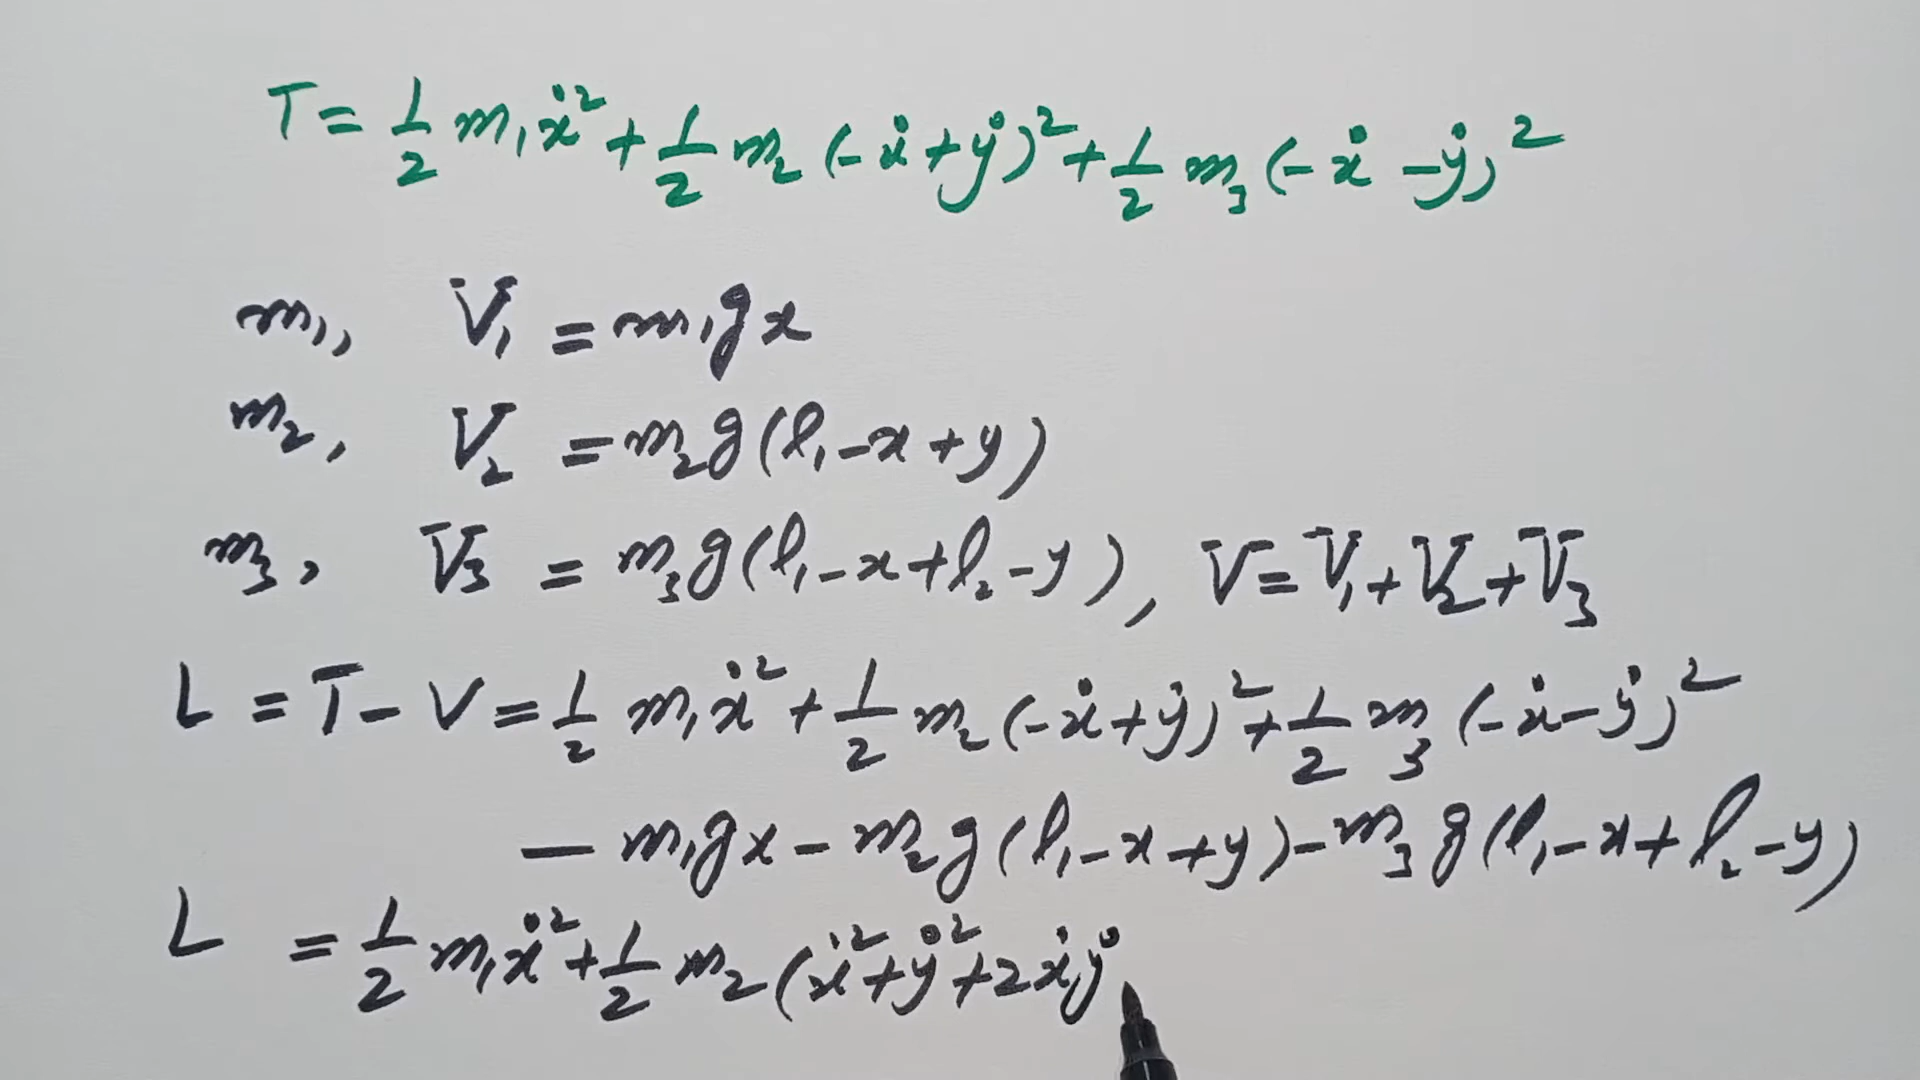 T = 1/2 m₁ẋ² + 1/2 m₂ (-ẋ+ẏ)² + 1/2 m₃ (-ẋ -ẏ)²
m₁, V₁ = m₁gx
m₂, V₂ = m₂g(l₁-x+y)
m₃, V₃ = m₃g(l₁-x+l₂-y), V = V₁+V₂+V₃
L = T - V = 1/2 m₁ẋ² + 1/2 m₂ (-ẋ+ẏ)² + 1/2 m₃ (-ẋ-ẏ)²
- m₁gx - m₂g(l₁-x+y) - m₃g(l₁-x+l₂-y)
L = 1/2 m₁ẋ² + 1/2 m₂ (ẋ²+ẏ²+2ẋẏ